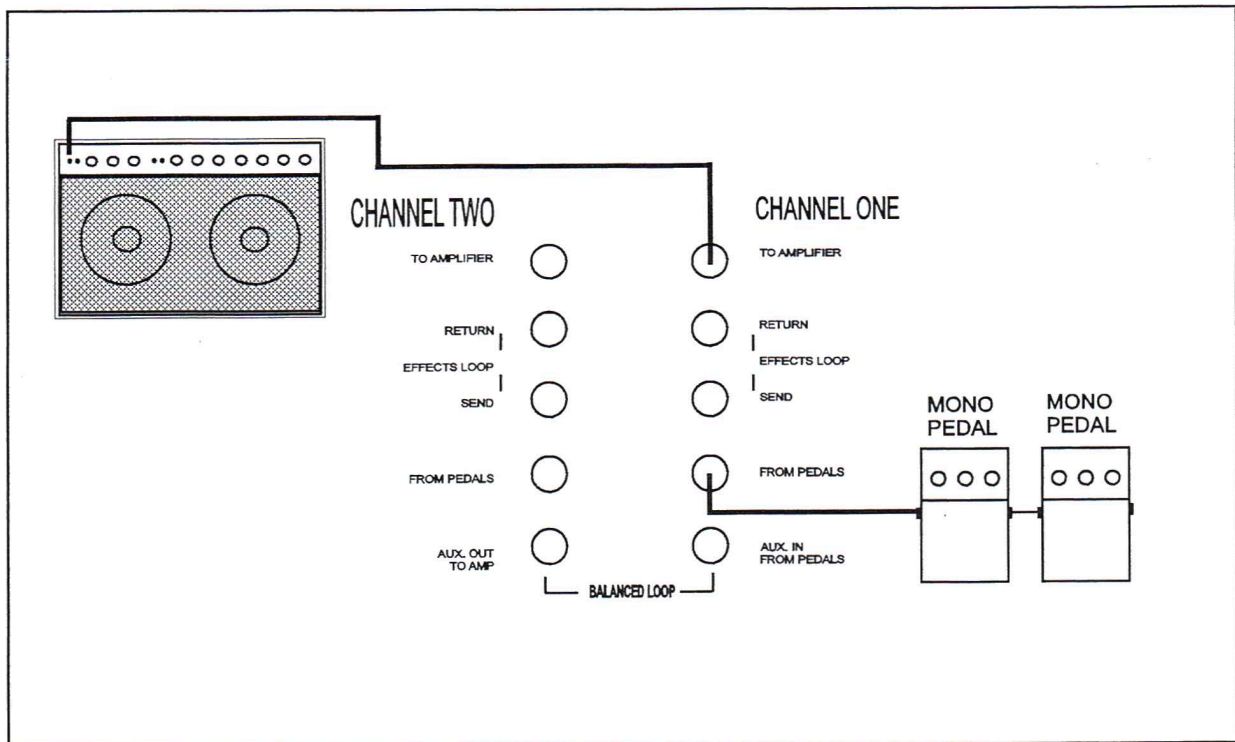 CHANNEL TWO
TO AMPLIFIER
RETURN
EFFECTS LOOP
SEND
FROM PEDALS
AUX. OUT
TO AMP
CHANNEL ONE
TO AMPLIFIER
RETURN
EFFECTS LOOP
SEND
FROM PEDALS
AUX. IN
FROM PEDALS
BALANCED LOOP
MONO
PEDAL
MONO
PEDAL